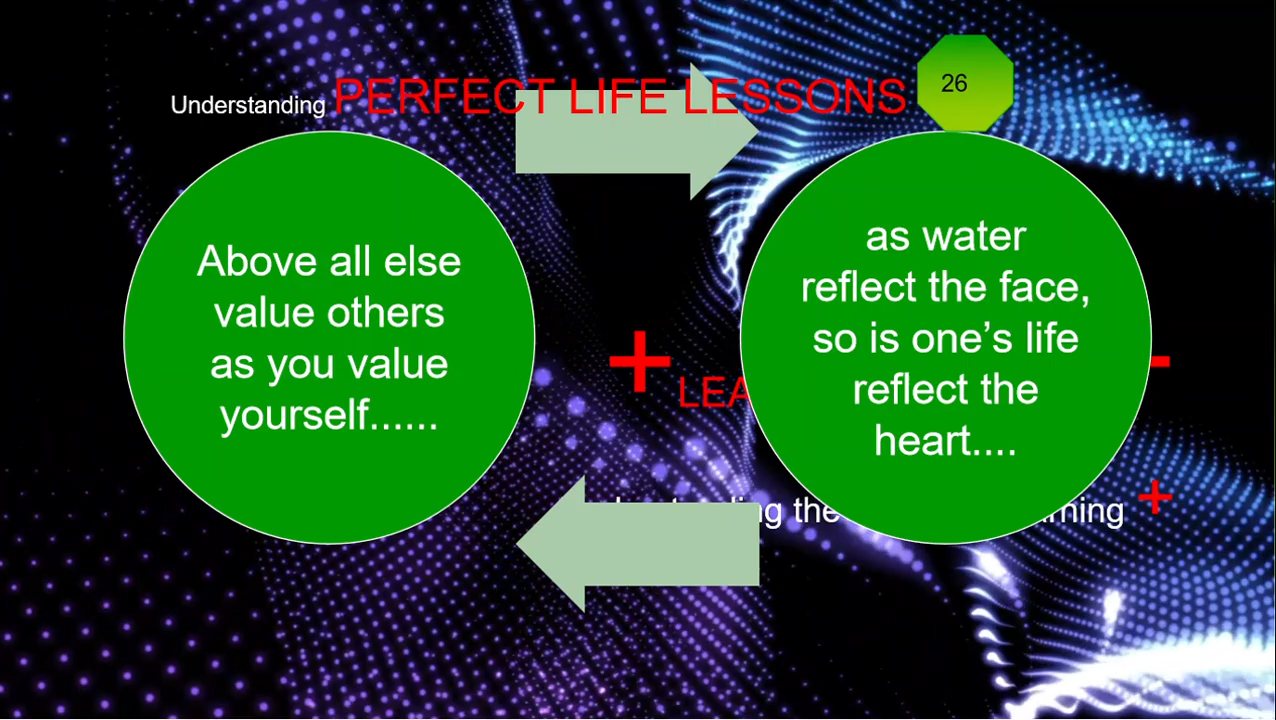 Understanding PERFECT LIFE LESSONS 26
Above all else
value others
as you value
yourself......
as water
reflect the face,
so is one's life
reflect the
heart....
+
+
the